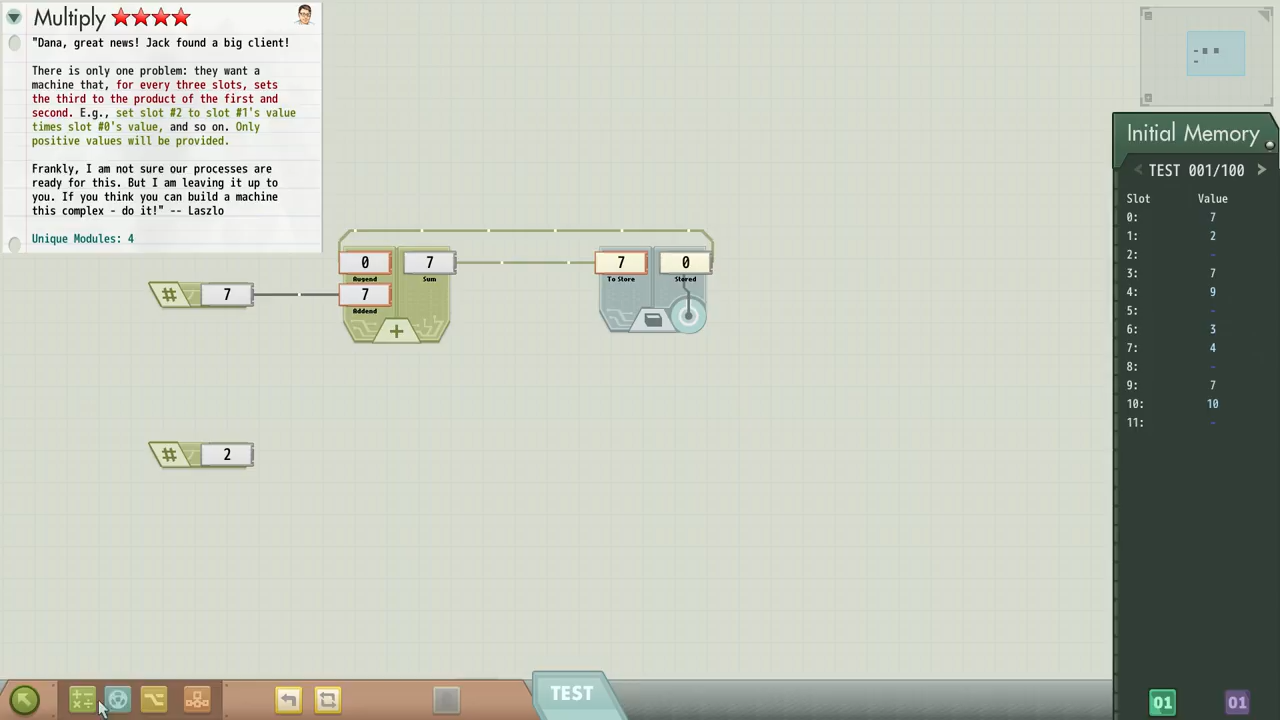 Multiply
"Dana, great news! Jack found a big client!
There is only one problem: they want a
machine that, for every three slots, sets
the third to the product of the first and
second. E.g., set slot #2 to slot #1's value
times slot #0's value, and so on. Only
positive values will be provided.
Frankly, I am not sure our processes are
ready for this. But I am leaving it up to
you. If you think you can build a machine
this complex - do it!" -- Laszlo
Unique Modules: 4
0 7
Augend Sum
7
Addend
+
7 0
To Store Stored
# 7
# 2
TEST
Initial Memory
< TEST 001/100 >
Slot Value
0: 7
1: 2
2: -
3: 7
4: 9
5: -
6: 3
7: 4
8: -
9: 7
10: 10
11: -
01 01